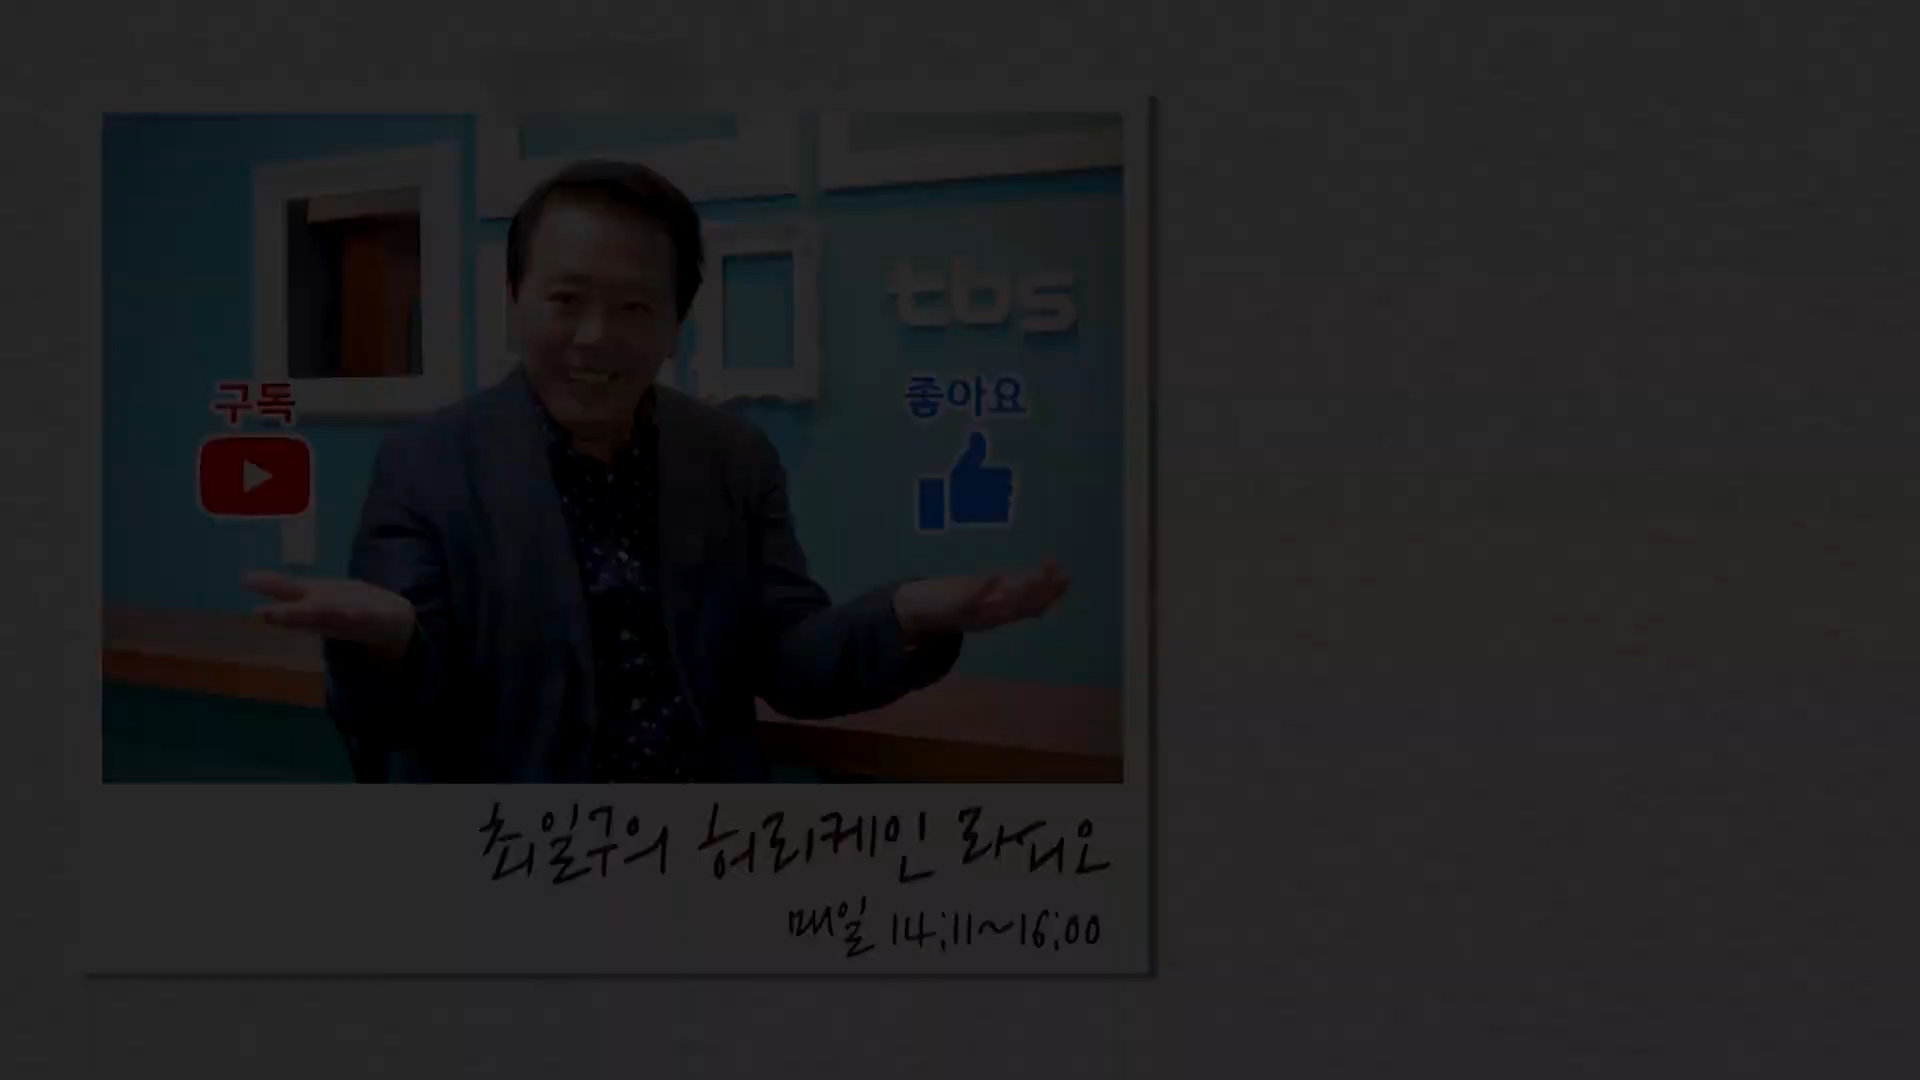 tbs
구독
좋아요
최일구의 허리케인 라디오
매일 14:11~16:00